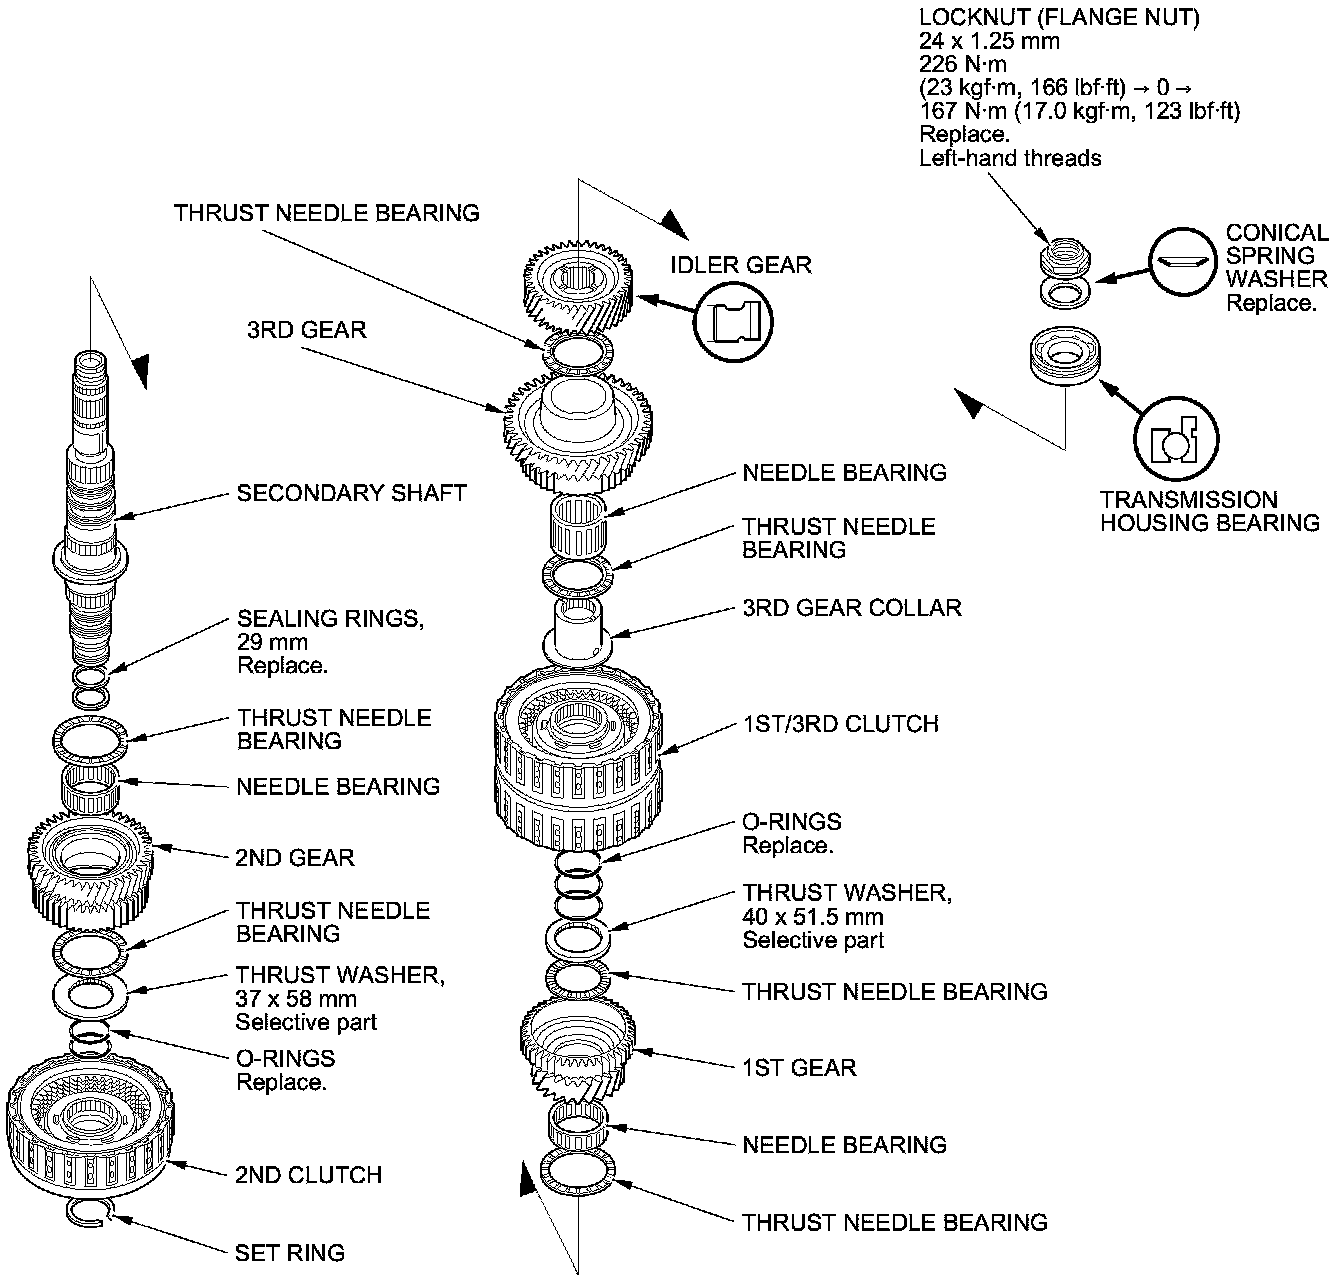 LOCKNUT (FLANGE NUT)
24 x 1.25 mm
226 N·m
(23 kgf·m, 166 lbf·ft) → 0 →
167 N·m (17.0 kgf·m, 123 lbf·ft)
Replace.
Left-hand threads
CONICAL
SPRING
WASHER
Replace.
TRANSMISSION
HOUSING BEARING
THRUST NEEDLE BEARING
IDLER GEAR
3RD GEAR
NEEDLE BEARING
THRUST NEEDLE
BEARING
3RD GEAR COLLAR
1ST/3RD CLUTCH
O-RINGS
Replace.
THRUST WASHER,
40 x 51.5 mm
Selective part
THRUST NEEDLE BEARING
1ST GEAR
NEEDLE BEARING
THRUST NEEDLE BEARING
SECONDARY SHAFT
SEALING RINGS,
29 mm
Replace.
THRUST NEEDLE
BEARING
NEEDLE BEARING
2ND GEAR
THRUST NEEDLE
BEARING
THRUST WASHER,
37 x 58 mm
Selective part
O-RINGS
Replace.
2ND CLUTCH
SET RING